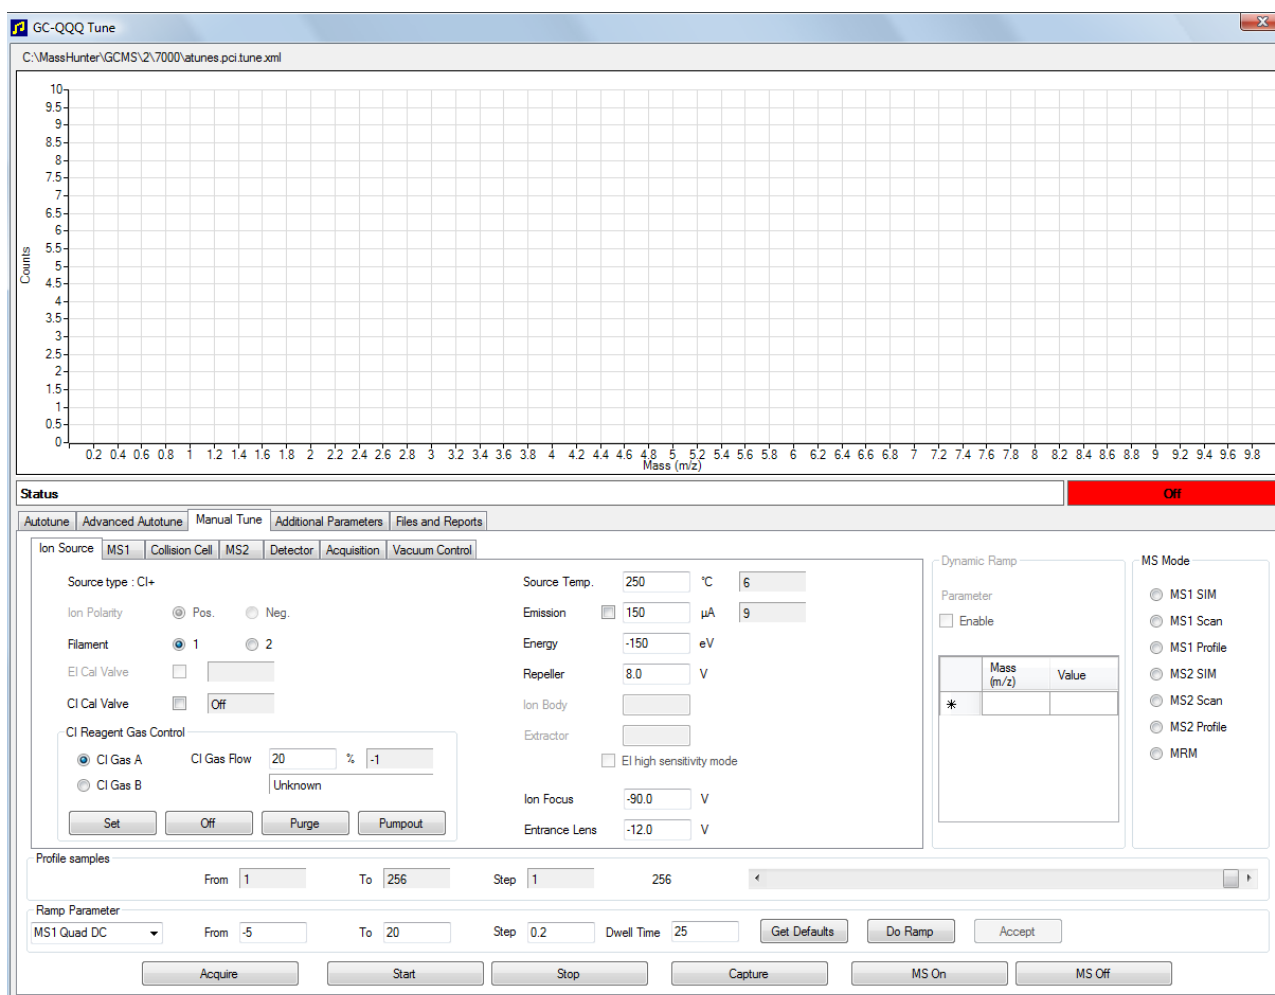 GC-QQQ Tune
C:\MassHunter\GCMS\2\7000\atunes.pci.tune.xml
10
9.5
9
8.5
8
7.5
7
6.5
6
5.5
5
4.5
4
3.5
3
2.5
2
1.5
1
0.5
0
Counts
0.2 0.4 0.6 0.8 1 1.2 1.4 1.6 1.8 2 2.2 2.4 2.6 2.8 3 3.2 3.4 3.6 3.8 4 4.2 4.4 4.6 4.8 5 5.2 5.4 5.6 5.8 6 6.2 6.4 6.6 6.8 7 7.2 7.4 7.6 7.8 8 8.2 8.4 8.6 8.8 9 9.2 9.4 9.6 9.8
Mass (m/z)
Status Off
Autotune Advanced Autotune Manual Tune Additional Parameters Files and Reports
Ion Source MS1 Collision Cell MS2 Detector Acquisition Vacuum Control
Source type : CI+
Ion Polarity Pos. Neg.
Filament 1 2
EI Cal Valve
CI Cal Valve Off
CI Reagent Gas Control
CI Gas A CI Gas Flow 20 % -1
CI Gas B Unknown
Set Off Purge Pumpout
Source Temp. 250 °C 6
Emission 150 µA 9
Energy -150 eV
Repeller 8.0 V
Ion Body
Extractor
EI high sensitivity mode
Ion Focus -90.0 V
Entrance Lens -12.0 V
Dynamic Ramp
Parameter
Enable
Mass (m/z) Value
MS Mode
MS1 SIM
MS1 Scan
MS1 Profile
MS2 SIM
MS2 Scan
MS2 Profile
MRM
Profile samples
From 1 To 256 Step 1 256
Ramp Parameter
MS1 Quad DC From -5 To 20 Step 0.2 Dwell Time 25 Get Defaults Do Ramp Accept
Acquire Start Stop Capture MS On MS Off